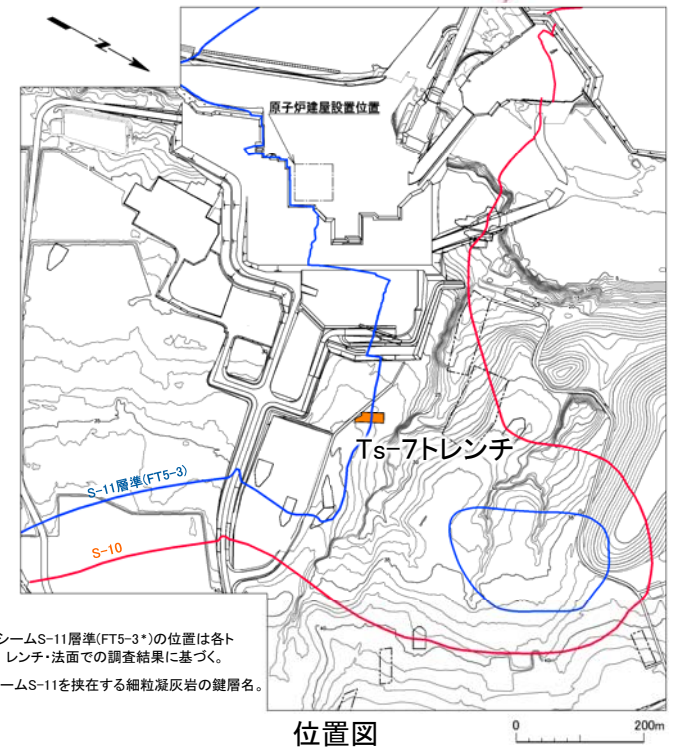 N
原子炉建屋設置位置
Ts-7トレンチ
S-11層準(FT5-3)
S-10
シームS-11層準(FT5-3*)の位置は各ト
レンチ・法面での調査結果に基づく。
ームS-11を挟在する細粒凝灰岩の鍵層名。
位置図
0 200m